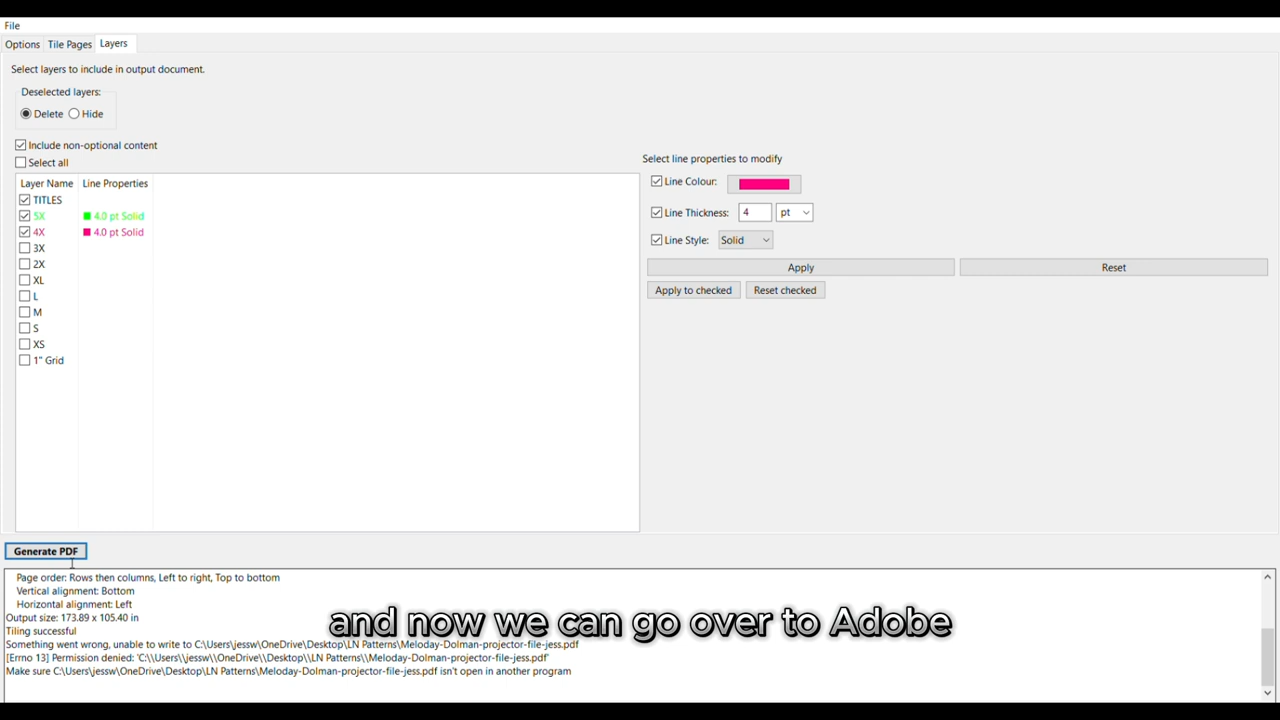 File
Options Tile Pages Layers
Select layers to include in output document.
Deselected layers:
Delete Hide
Include non-optional content
Select all
Layer Name Line Properties
TITLES
5X 4.0 pt Solid
4X 4.0 pt Solid
3X
2X
XL
L
M
S
XS
1" Grid
Select line properties to modify
Line Colour:
Line Thickness: 4 pt
Line Style: Solid
Apply Reset
Apply to checked Reset checked
Generate PDF
Page order: Rows then columns, Left to right, Top to bottom
Vertical alignment: Bottom
Horizontal alignment: Left
Output size: 173.89 x 105.40 in
Tiling successful
Something went wrong, unable to write to C:\Users\jessw\OneDrive\Desktop\LN Patterns\Meloday-Dolman-projector-file-jess.pdf
[Errno 13] Permission denied: 'C:\\Users\\jessw\\OneDrive\\Desktop\\LN Patterns\\Meloday-Dolman-projector-file-jess.pdf'
Make sure C:\Users\jessw\OneDrive\Desktop\LN Patterns\Meloday-Dolman-projector-file-jess.pdf isn't open in another program
and now we can go over to Adobe